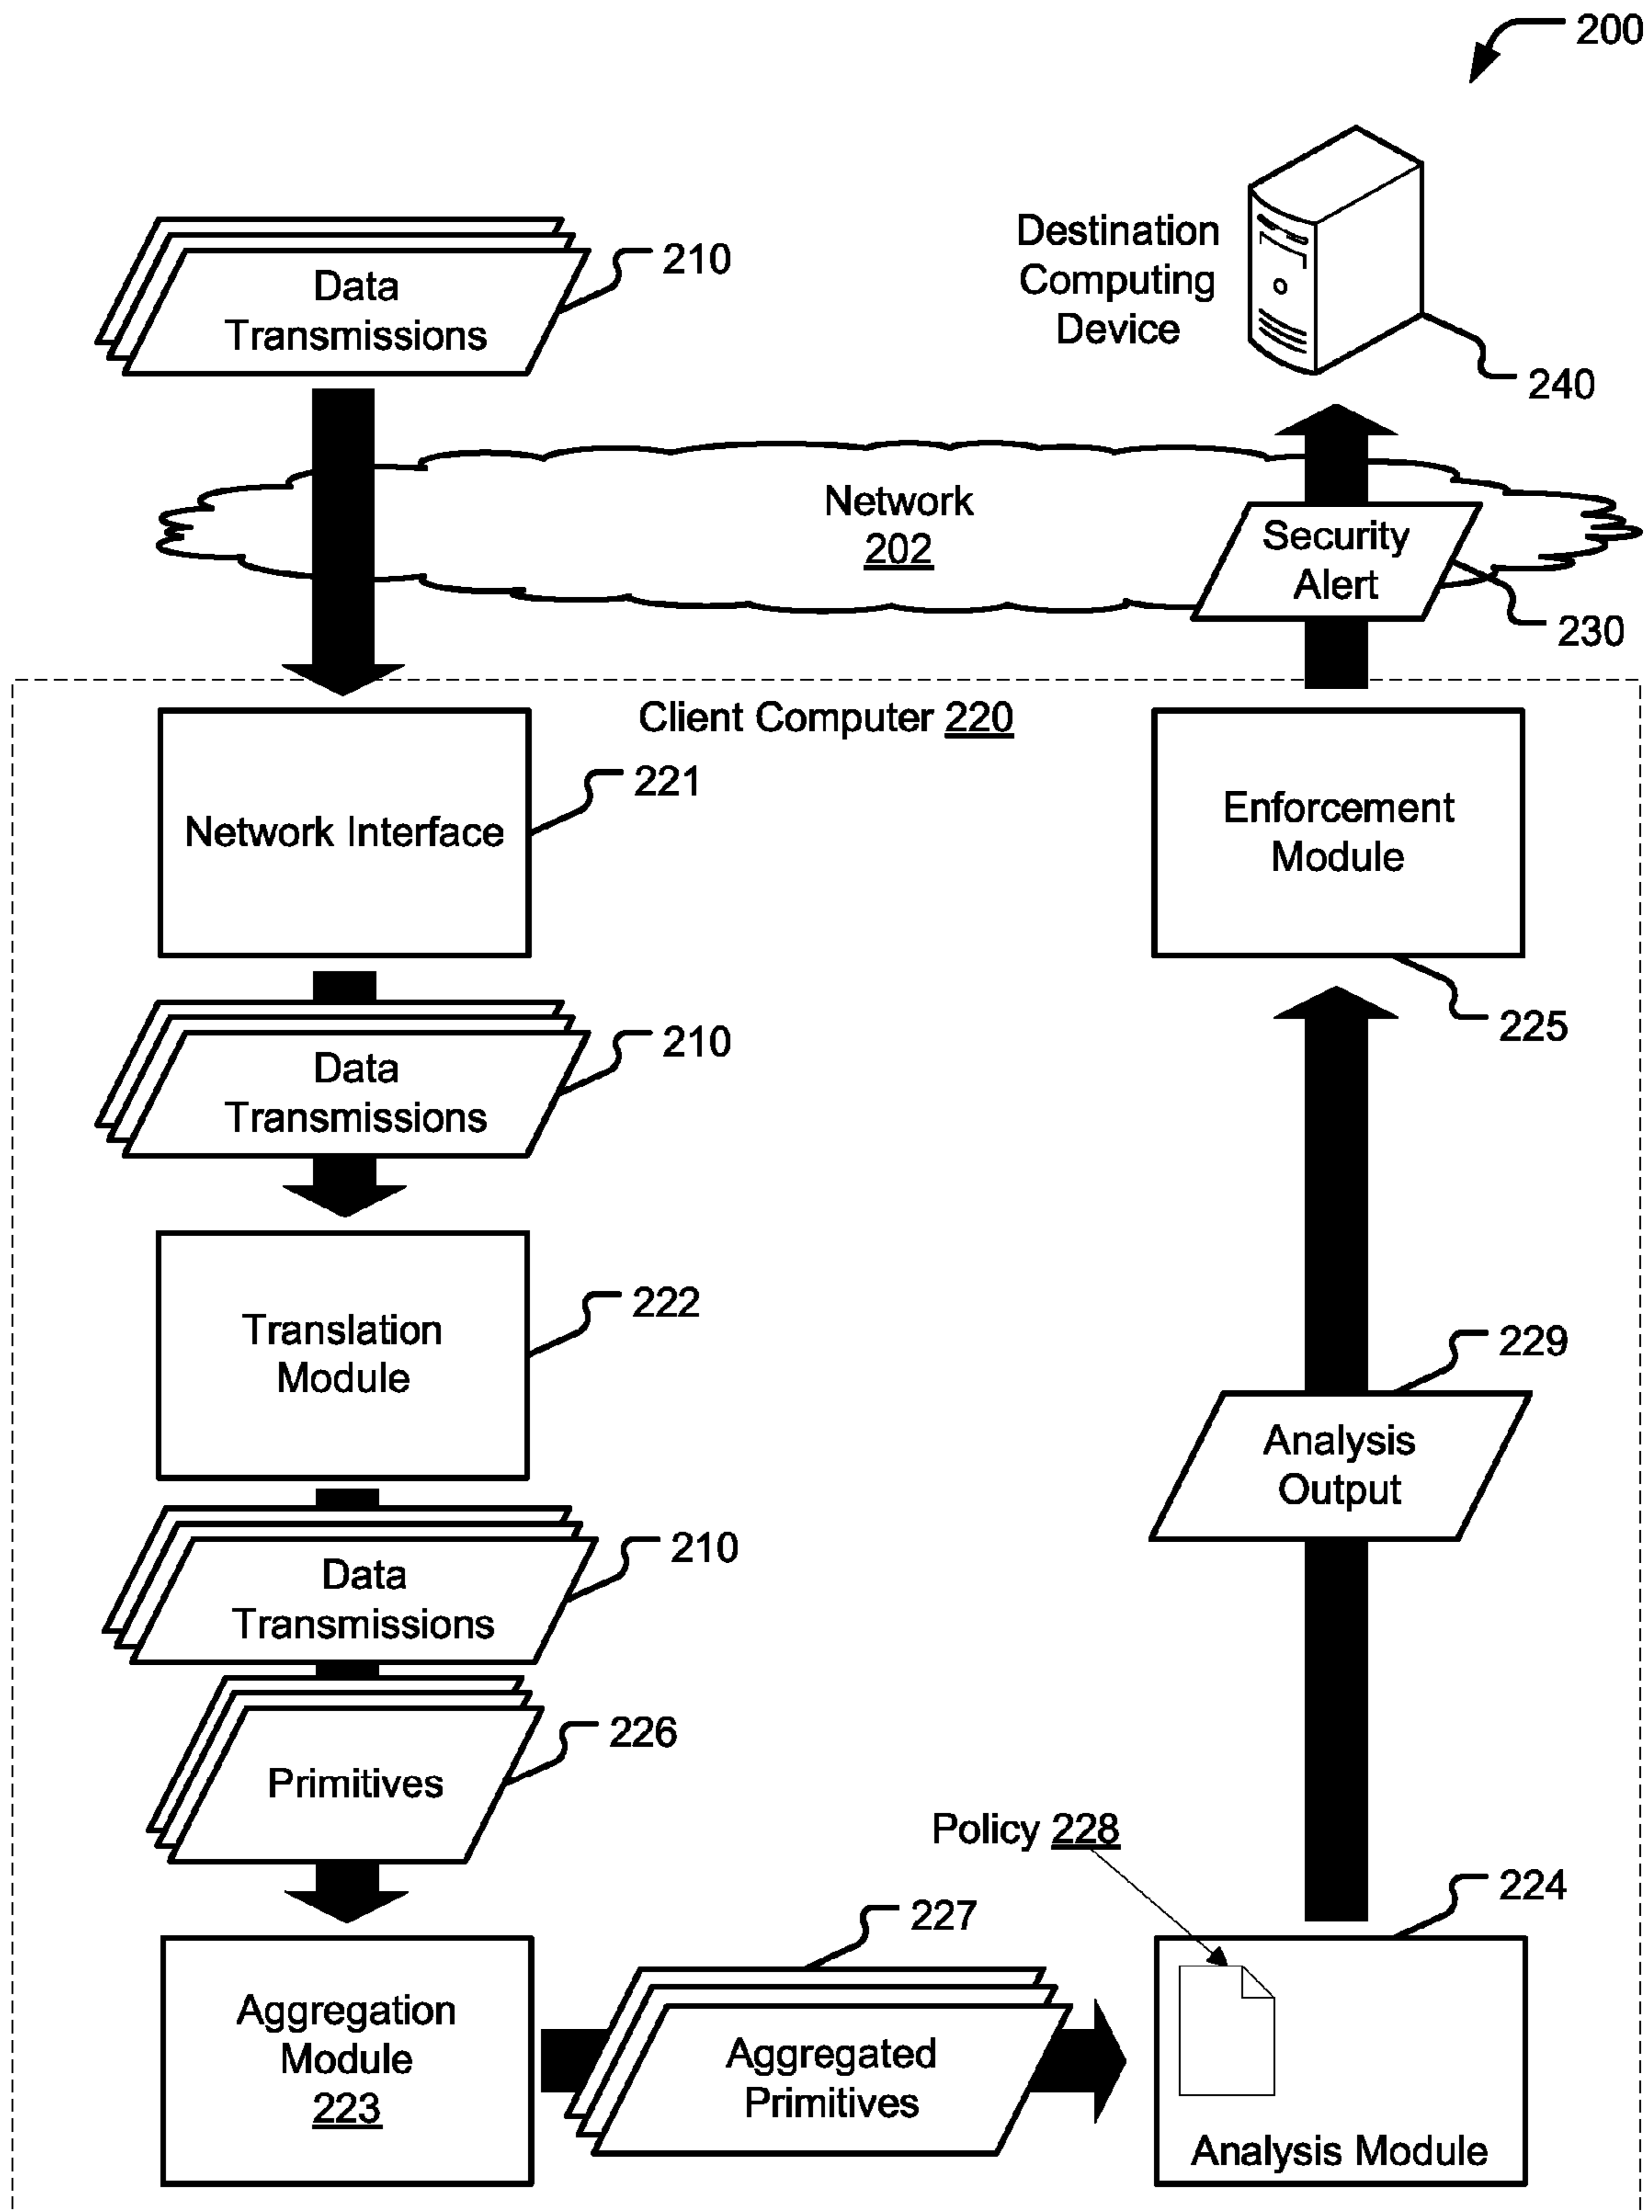 200
Data
Transmissions
210
Destination
Computing
Device
240
Network
202
Security
Alert
230
Client Computer 220
Network Interface
221
Enforcement
Module
225
Data
Transmissions
210
Translation
Module
222
Analysis
Output
229
Data
Transmissions
210
Primitives
226
Policy 228
224
227
Aggregation
Module
223
Aggregated
Primitives
Analysis Module